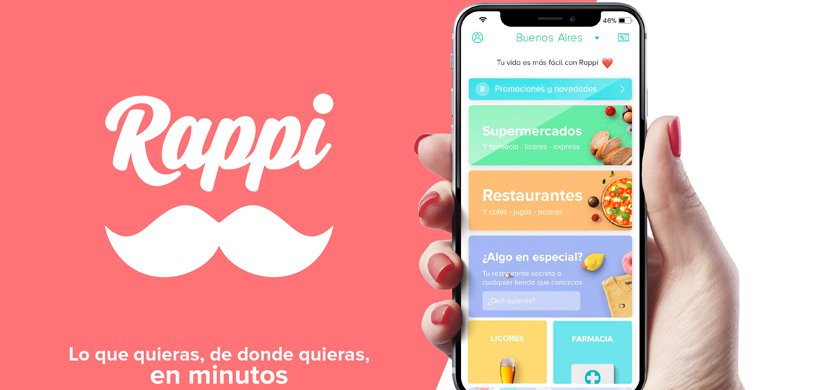 Rappi
Lo que quieras, de donde quieras,
en minutos
46%
Buenos Aires
Tu vida es más fácil con Rappi
8 Promociones y novedades
Supermercados
Y farmacia - licores - express
Restaurantes
Y cafés - jugos - postres
¿Algo en especial?
Tu restaurante secreto o
cualquier tienda que conozcas
¿Qué quieres?
LICORES
FARMACIA